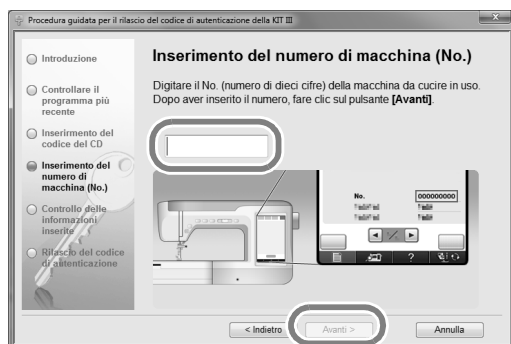 Procedura guidata per il rilascio del codice di autenticazione della KIT III
Introduzione
Controllare il
programma più
recente
Inserirmento del
codice del CD
Inserimento del
numero di
macchina (No.)
Controllo delle
informazioni
inserite
Rilascio del codice
di autenticazione
Inserimento del numero di macchina (No.)
Digitare il No. (numero di dieci cifre) della macchina da cucire in uso.
Dopo aver inserito il numero, fare clic sul pulsante [Avanti].
No. 000000000
?
< Indietro
Avanti >
Annulla